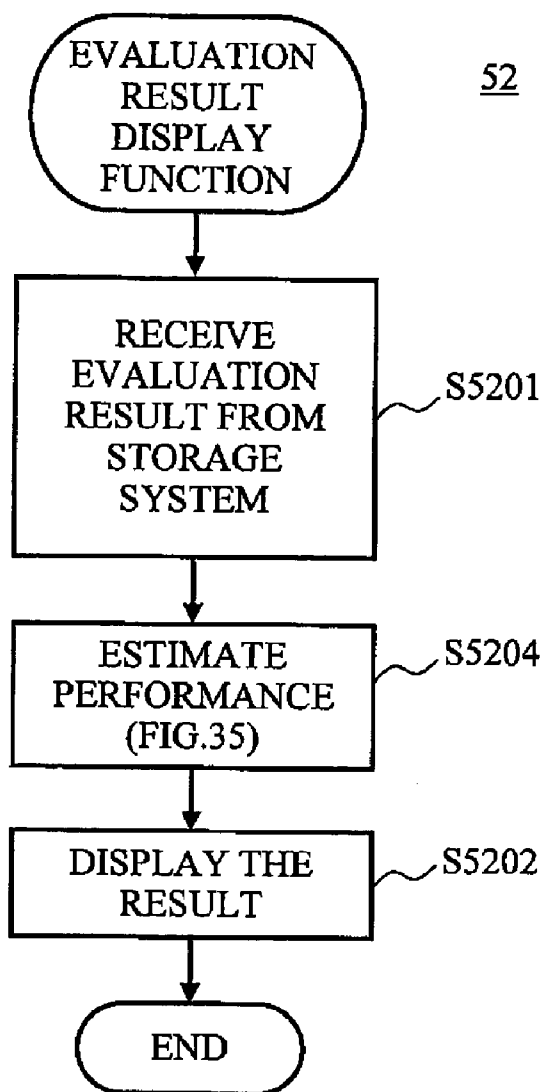 EVALUATION
RESULT
DISPLAY
FUNCTION
52
RECEIVE
EVALUATION
RESULT FROM
STORAGE
SYSTEM
S5201
ESTIMATE
PERFORMANCE
(FIG.35)
S5204
DISPLAY THE
RESULT
S5202
END